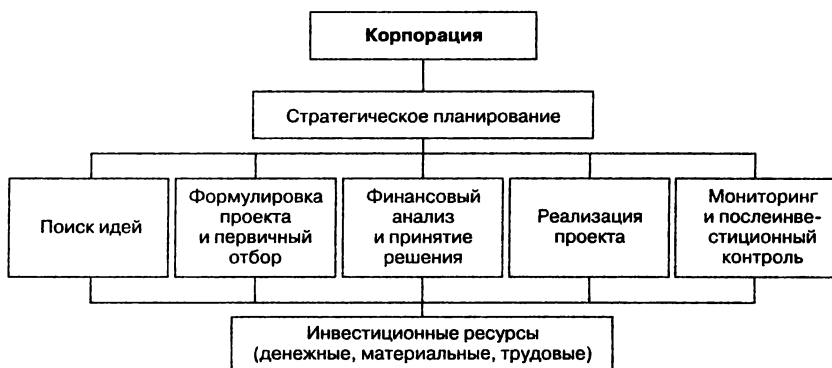 Корпорация
Стратегическое планирование
Поиск идей
Формулировка
проекта
и первичный
отбор
Финансовый
анализ
и принятие
решения
Реализация
проекта
Мониторинг
и послеинве-
стиционный
контроль
Инвестиционные ресурсы
(денежные, материальные, трудовые)